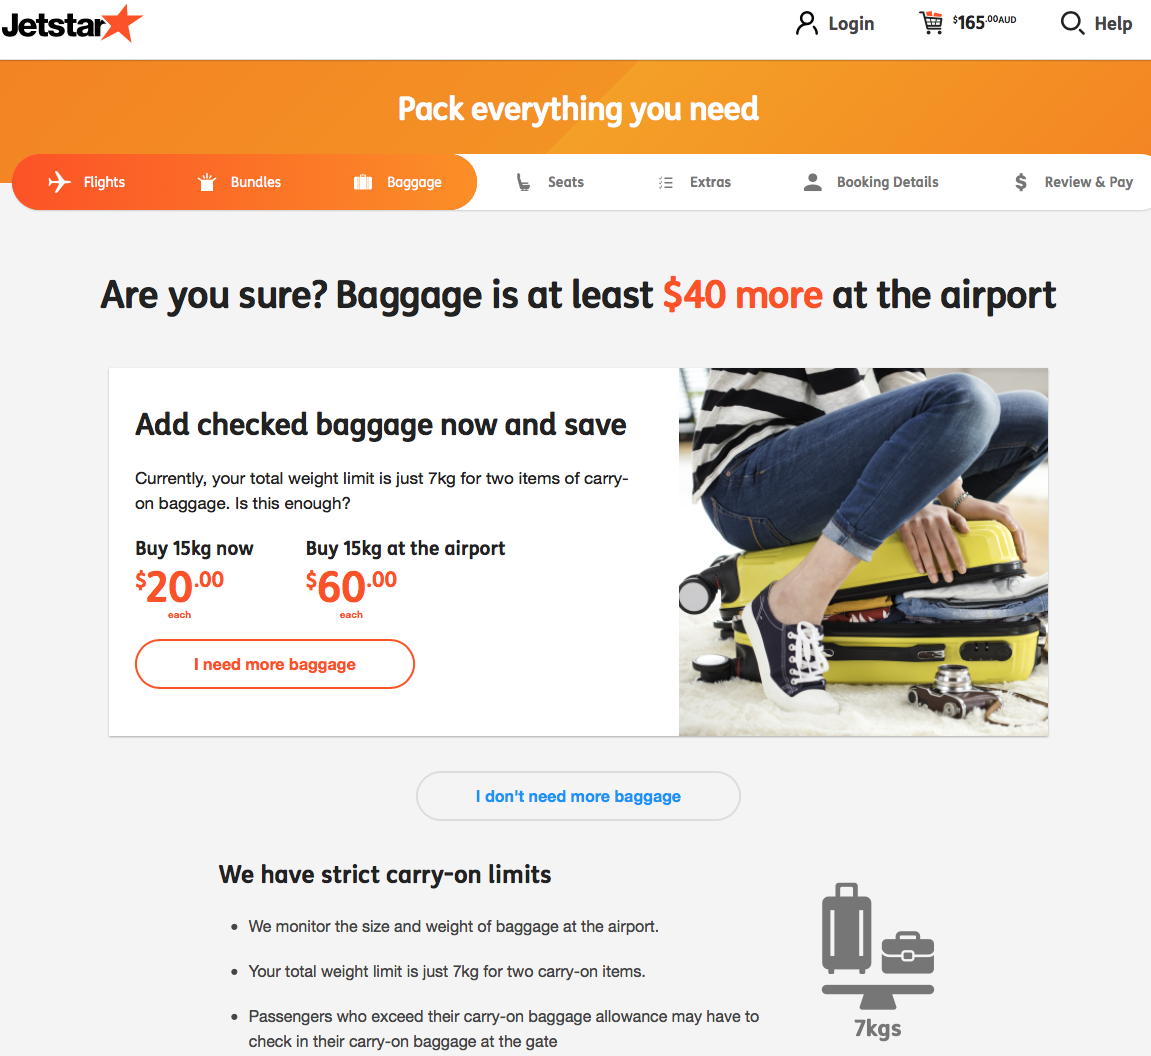 Jetstar
Login
$165.00AUD
Help
Pack everything you need
Flights
Bundles
Baggage
Seats
Extras
Booking Details
Review & Pay
Are you sure? Baggage is at least $40 more at the airport
Add checked baggage now and save
Currently, your total weight limit is just 7kg for two items of carry-
on baggage. Is this enough?
Buy 15kg now
$20.00
each
Buy 15kg at the airport
$60.00
each
I need more baggage
I don't need more baggage
We have strict carry-on limits
• We monitor the size and weight of baggage at the airport.
• Your total weight limit is just 7kg for two carry-on items.
• Passengers who exceed their carry-on baggage allowance may have to
check in their carry-on baggage at the gate
7kgs